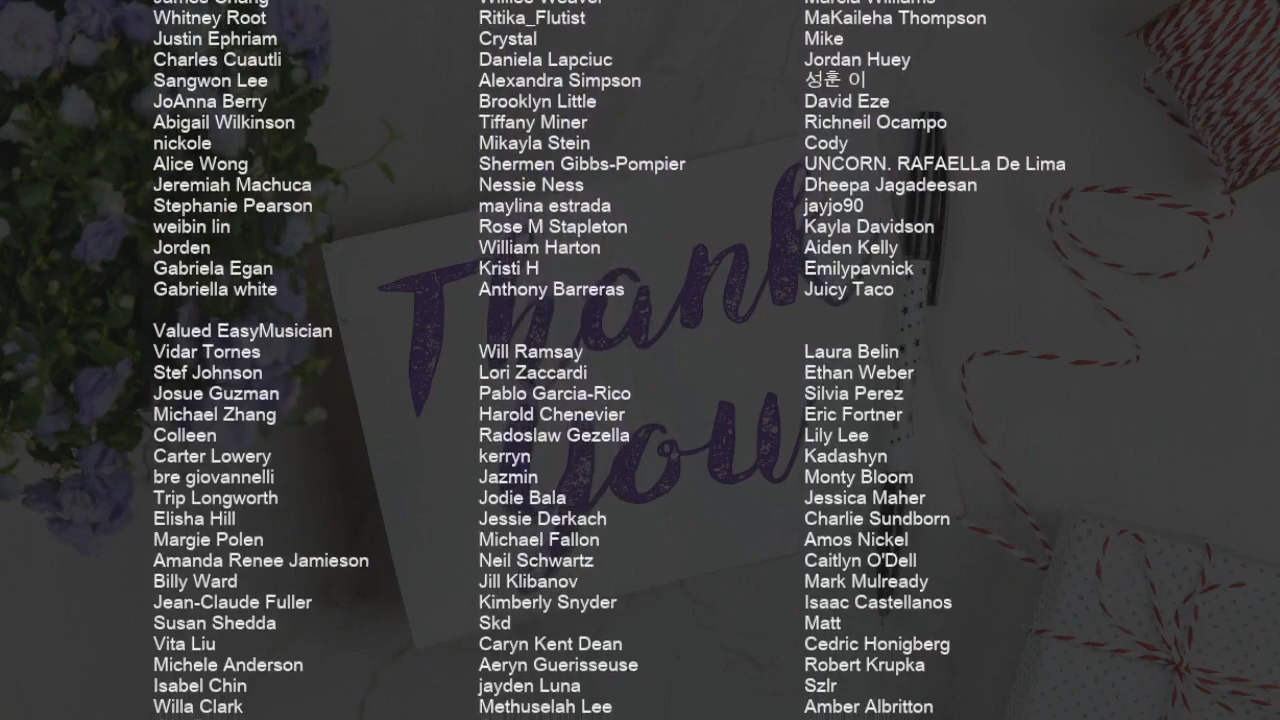 Whitney Root
Ritika_Flutist
MaKaileha Thompson
Justin Ephriam
Crystal
Mike
Charles Cuautli
Daniela Lapciuc
Jordan Huey
Sangwon Lee
Alexandra Simpson
성훈 이
JoAnna Berry
Brooklyn Little
David Eze
Abigail Wilkinson
Tiffany Miner
Richneil Ocampo
nickole
Mikayla Stein
Cody
Alice Wong
Shermen Gibbs-Pompier
UNCORN. RAFAELLa De Lima
Jeremiah Machuca
Nessie Ness
Dheepa Jagadeesan
Stephanie Pearson
maylina estrada
jayjo90
weibin lin
Rose M Stapleton
Kayla Davidson
Jorden
William Harton
Aiden Kelly
Gabriela Egan
Kristi H
Emilypavnick
Gabriella white
Anthony Barreras
Juicy Taco
Thank
You
Valued EasyMusician
Vidar Tornes
Will Ramsay
Laura Belin
Stef Johnson
Lori Zaccardi
Ethan Weber
Josue Guzman
Pablo Garcia-Rico
Silvia Perez
Michael Zhang
Harold Chenevier
Eric Fortner
Colleen
Radoslaw Gezella
Lily Lee
Carter Lowery
kerryn
Kadashyn
bre giovannelli
Jazmin
Monty Bloom
Trip Longworth
Jodie Bala
Jessica Maher
Elisha Hill
Jessie Derkach
Charlie Sundborn
Margie Polen
Michael Fallon
Amos Nickel
Amanda Renee Jamieson
Neil Schwartz
Caitlyn O'Dell
Billy Ward
Jill Klibanov
Mark Mulready
Jean-Claude Fuller
Kimberly Snyder
Isaac Castellanos
Susan Shedda
Skd
Matt
Vita Liu
Caryn Kent Dean
Cedric Honigberg
Michele Anderson
Aeryn Guerisseuse
Robert Krupka
Isabel Chin
jayden Luna
Szlr
Willa Clark
Methuselah Lee
Amber Albritton